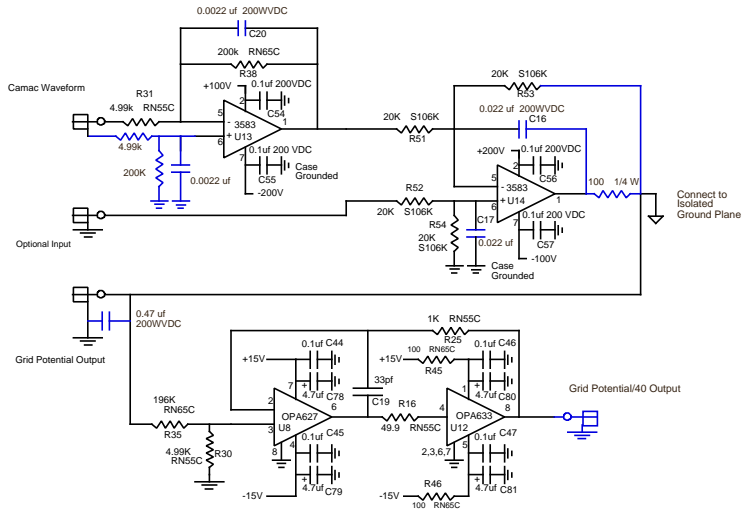 0.0022 uf 200WVDC
C20
200k RN65C
R38
Camac Waveform
R31
4.99k RN55C
+100V
0.1uf 200VDC
2
C54
5
-
3583
1
6
+
U13
4.99k
7
0.1uf 200 VDC
C55
Case
Grounded
-200V
200K
0.0022 uf
20K S106K
R53
0.022 uf 200WVDC
C16
20K S106K
R51
+200V
0.1uf 200VDC
2
C56
5
-
3583
1
6
+
U14
100 1/4 W
Connect to
Isolated
Ground Plane
R52
20K S106K
C17
7
0.1uf 200 VDC
R54
20K
S106K
0.022 uf
C57
-100V
Case
Grounded
Optional Input
0.47 uf
200WVDC
Grid Potential Output
1K RN55C
R25
0.1uf C44
+15V
7
+
4.7uf C78
33pf
C19
100 RN65C
+15V
R45
0.1uf C46
1
+
4.7uf C80
Grid Potential/40 Output
196K
RN65C
R35
4.99K
RN55C
R30
2
OPA627
6
3
U8
4
8
0.1uf C45
+
4.7uf C79
-15V
R16
49.9 RN55C
4
OPA633
8
U12
5
2,3,6,7
0.1uf C47
+
4.7uf C81
R46
-15V
100 RN65C